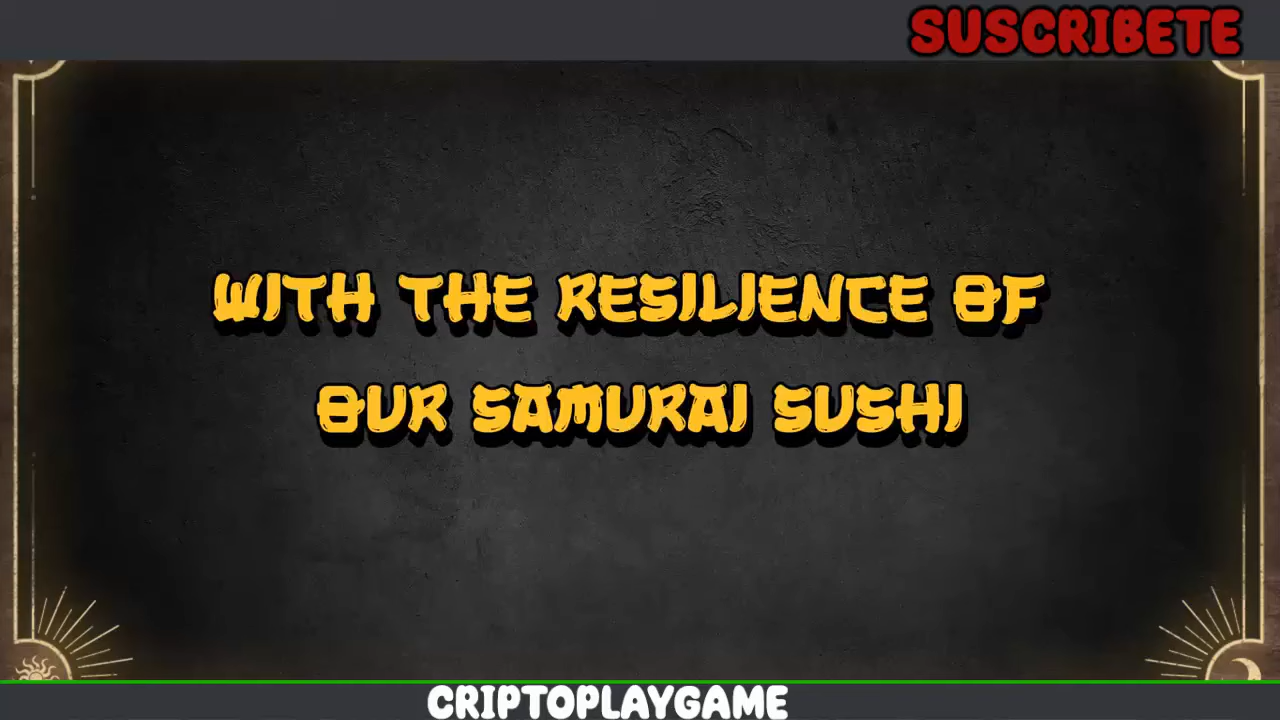 SUSCRIBETE
WITH THE RESILIENCE OF
OUR SAMURAI SUSHI
CRIPTOPLAYGAME